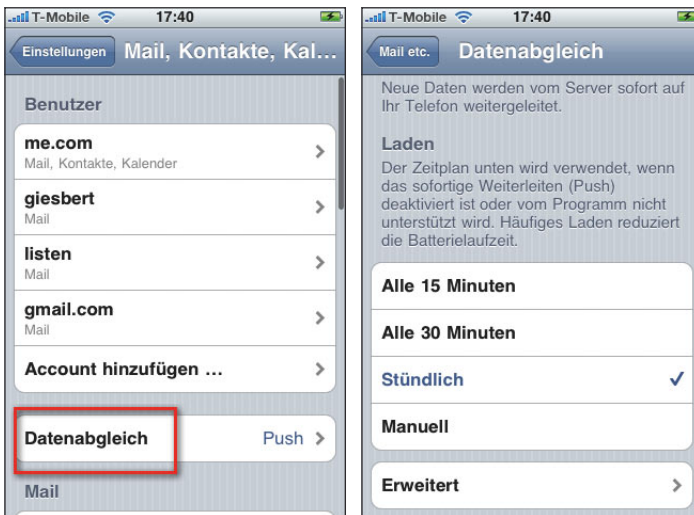 T-Mobile 17:40
Einstellungen Mail, Kontakte, Kal...
Benutzer
me.com
Mail, Kontakte, Kalender
giesbert
Mail
listen
Mail
gmail.com
Mail
Account hinzufügen ...
Datenabgleich Push
Mail
T-Mobile 17:40
Mail etc. Datenabgleich
Neue Daten werden vom Server sofort auf
Ihr Telefon weitergeleitet.
Laden
Der Zeitplan unten wird verwendet, wenn
das sofortige Weiterleiten (Push)
deaktiviert ist oder vom Programm nicht
unterstützt wird. Häufiges Laden reduziert
die Batterielaufzeit.
Alle 15 Minuten
Alle 30 Minuten
Stündlich
Manuell
Erweitert